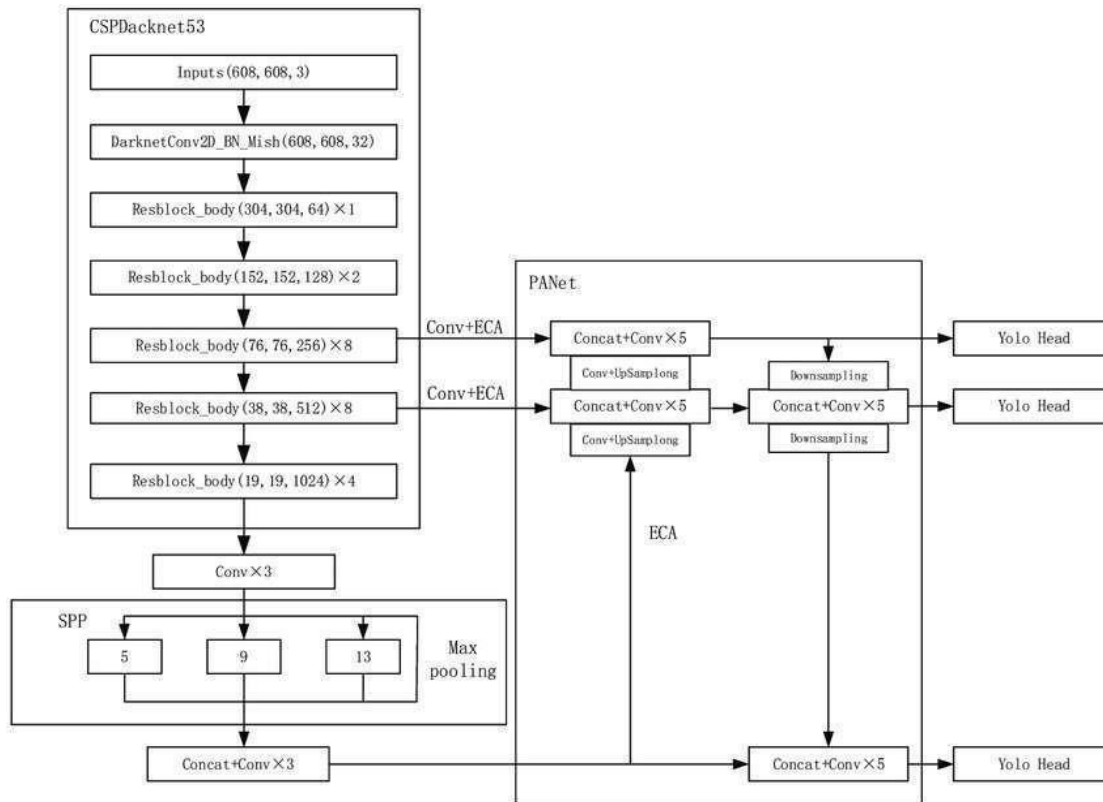 CSPDacknet53
Inputs(608,608,3)
DarknetConv2D_BN_Mish(608,608,32)
Resblock_body(304,304,64)×1
Resblock_body(152,152,128)×2
Resblock_body(76,76,256)×8
Resblock_body(38,38,512)×8
Resblock_body(19,19,1024)×4
Conv×3
SPP
5
9
13
Max
pooling
Concat+Conv×3
Conv+ECA
Conv+ECA
ECA
PANet
Concat+Conv×5
Conv+UpSamplong
Concat+Conv×5
Conv+UpSamplong
Downsampling
Concat+Conv×5
Downsampling
Concat+Conv×5
Yolo Head
Yolo Head
Yolo Head